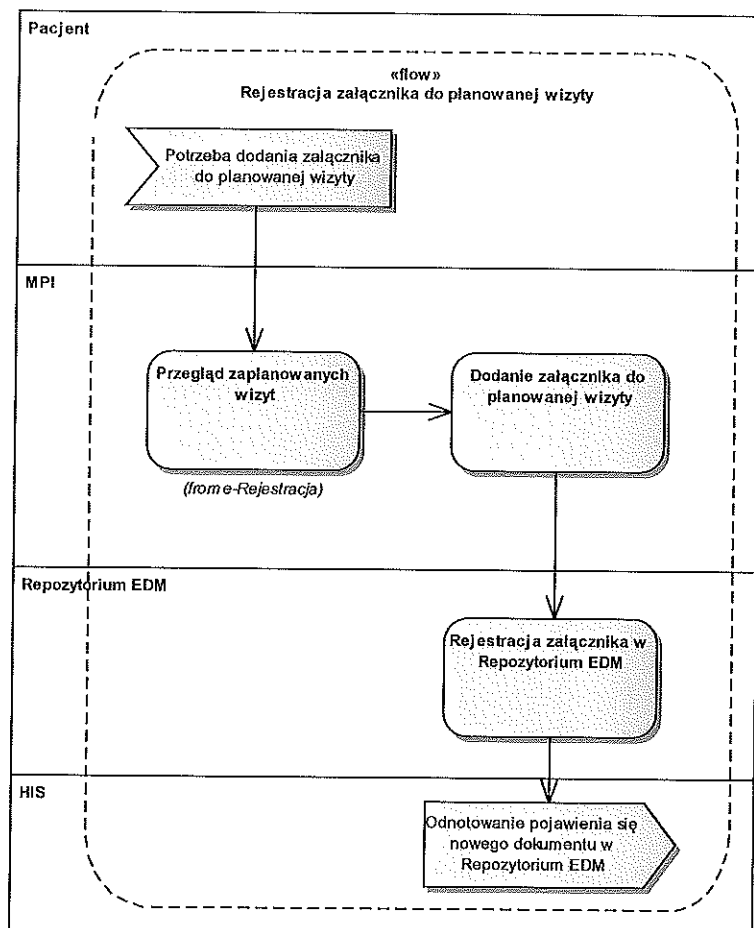 Pacjent
«flow»
Rejestracja załącznika do planowanej wizyty
Potrzeba dodania załącznika
do planowanej wizyty
MPI
Przegląd zaplanowanych
wizyt
(from e-Rejestracja)
Dodanie załącznika do
planowanej wizyty
Repozytorium EDM
Rejestracja załącznika w
Repozytorium EDM
HIS
Odnotowanie pojawienia się
nowego dokumentu w
Repozytorium EDM